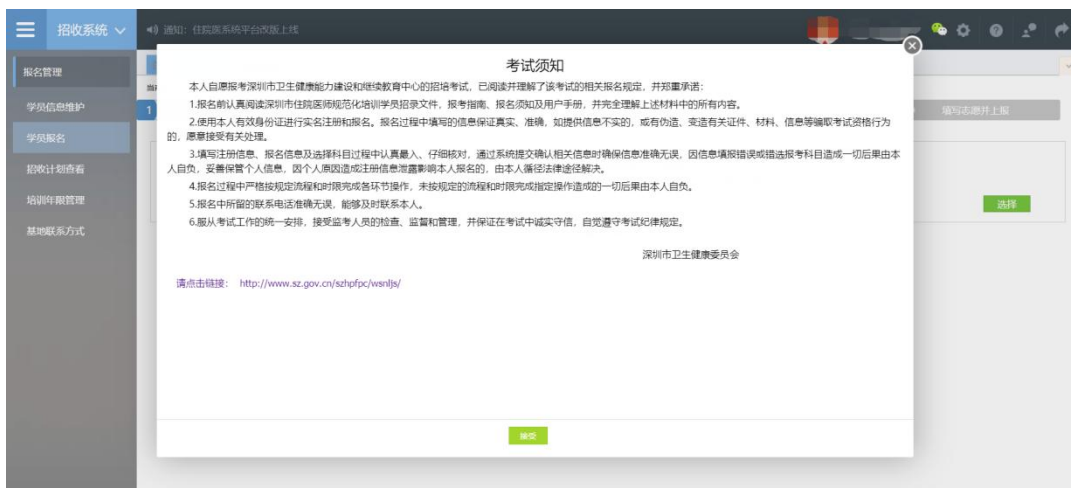 招收系统
通知：住院医系统平台改版上线
报名管理
学员信息维护
学员报名
招收计划查看
培训年限管理
基地联系方式
1
填写志愿并上报
选择
考试须知
本人自愿报考深圳市卫生健康能力建设和继续教育中心的招培考试，已阅读并理解了该考试的相关报名规定，并郑重承诺：
1.报名前认真阅读深圳市住院医师规范化培训学员招录文件，报考指南、报名须知及用户手册，并完全理解上述材料中的所有内容。
2.使用本人有效身份证进行实名注册和报名。报名过程中填写的信息保证真实、准确，如提供信息不实的，或有伪造、变造有关证件、材料、信息等骗取考试资格行为
的，愿意接受有关处理。
3.填写注册信息、报名信息及选择科目过程中认真最入、仔细核对，通过系统提交确认相关信息时确保信息准确无误，因信息填报错误或错选报考科目造成一切后果由本
人自负，妥善保管个人信息，因个人原因造成注册信息泄露影响本人报名的，由本人循径法律途径解决。
4.报名过程中严格按规定流程和时限完成各环节操作，未按规定的流程和时限完成指定操作造成的一切后果由本人自负。
5.报名中所留的联系电话准确无误，能够及时联系本人。
6.服从考试工作的统一安排，接受监考人员的检查、监督和管理，并保证在考试中诚实守信，自觉遵守考试纪律规定。
深圳市卫生健康委员会
请点击链接： http://www.sz.gov.cn/szhpfpc/wsnljs/
接受